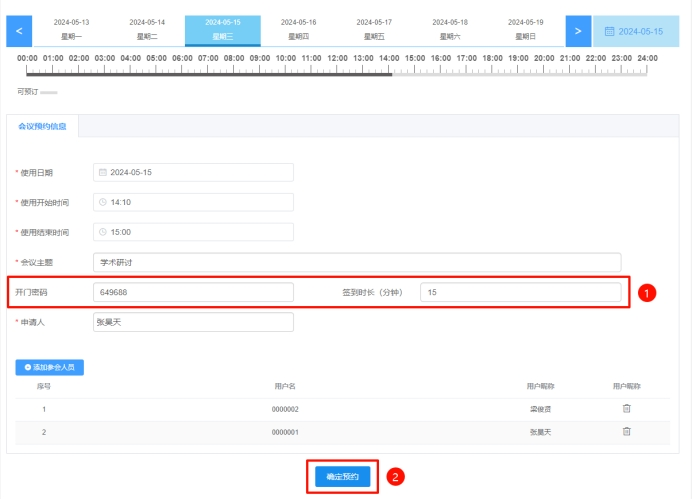 < 2024-05-13 2024-05-14 2024-05-15 2024-05-16 2024-05-17 2024-05-18 2024-05-19 > 2024-05-15
星期一 星期二 星期三 星期四 星期五 星期六 星期日
00:00 01:00 02:00 03:00 04:00 05:00 06:00 07:00 08:00 09:00 10:00 11:00 12:00 13:00 14:00 15:00 16:00 17:00 18:00 19:00 20:00 21:00 22:00 23:00 24:00
可预订
会议预约信息
* 使用日期 2024-05-15
* 使用开始时间 14:10
* 使用结束时间 15:00
* 会议主题 学术研讨
开门密码 649688 签到时长（分钟） 15 1
* 申请人 张昊天
添加参会人员
序号 用户名 用户昵称 用户昵称
1 0000002 梁俊贤
2 0000001 张昊天
确定预约 2